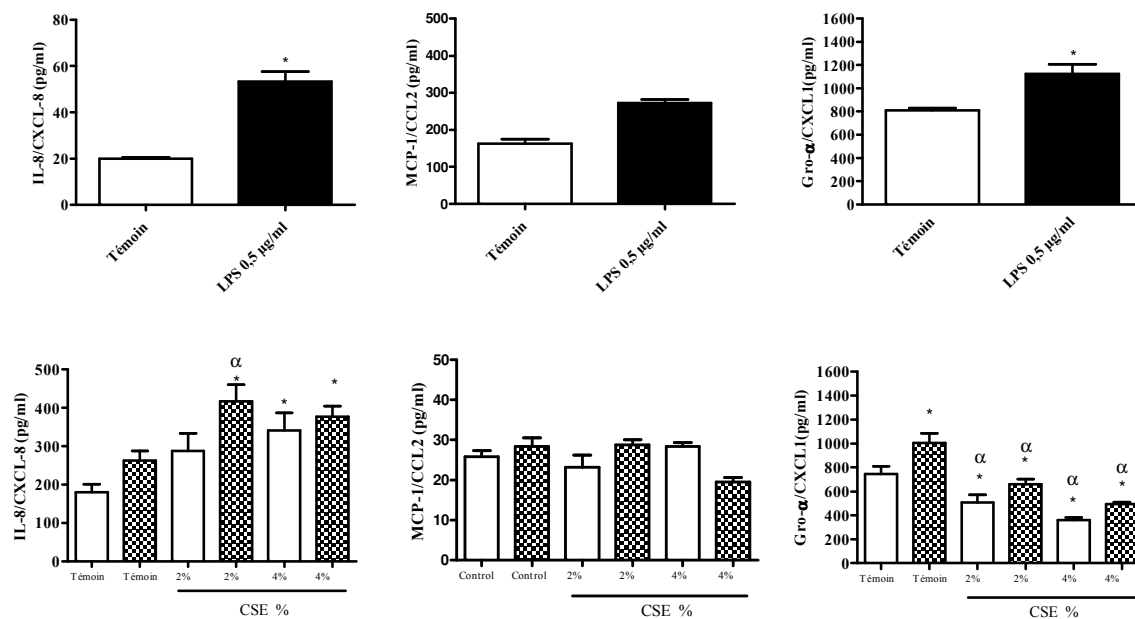 IL-8/CXCL-8 (pg/ml)
80
60
40
20
0
Témoin
LPS 0,5 µg/ml
*
MCP-1/CCL2 (pg/ml)
500
400
300
200
100
0
Témoin
LPS 0,5 µg/ml
Gro-α/CXCL1(pg/ml)
1600
1400
1200
1000
800
600
400
200
0
Témoin
LPS 0,5 µg/ml
*
IL-8/CXCL-8 (pg/ml)
500
400
300
200
100
0
α
*
*
*
Témoin Témoin 2% 2% 4% 4%
CSE %
MCP-1/CCL2 (pg/ml)
50
40
30
20
10
0
Control Control 2% 2% 4% 4%
CSE %
Gro-α/CXCL1(pg/ml)
1600
1400
1200
1000
800
600
400
200
0
*
α
*
α
*
α
*
α
*
Témoin Témoin 2% 2% 4% 4%
CSE %